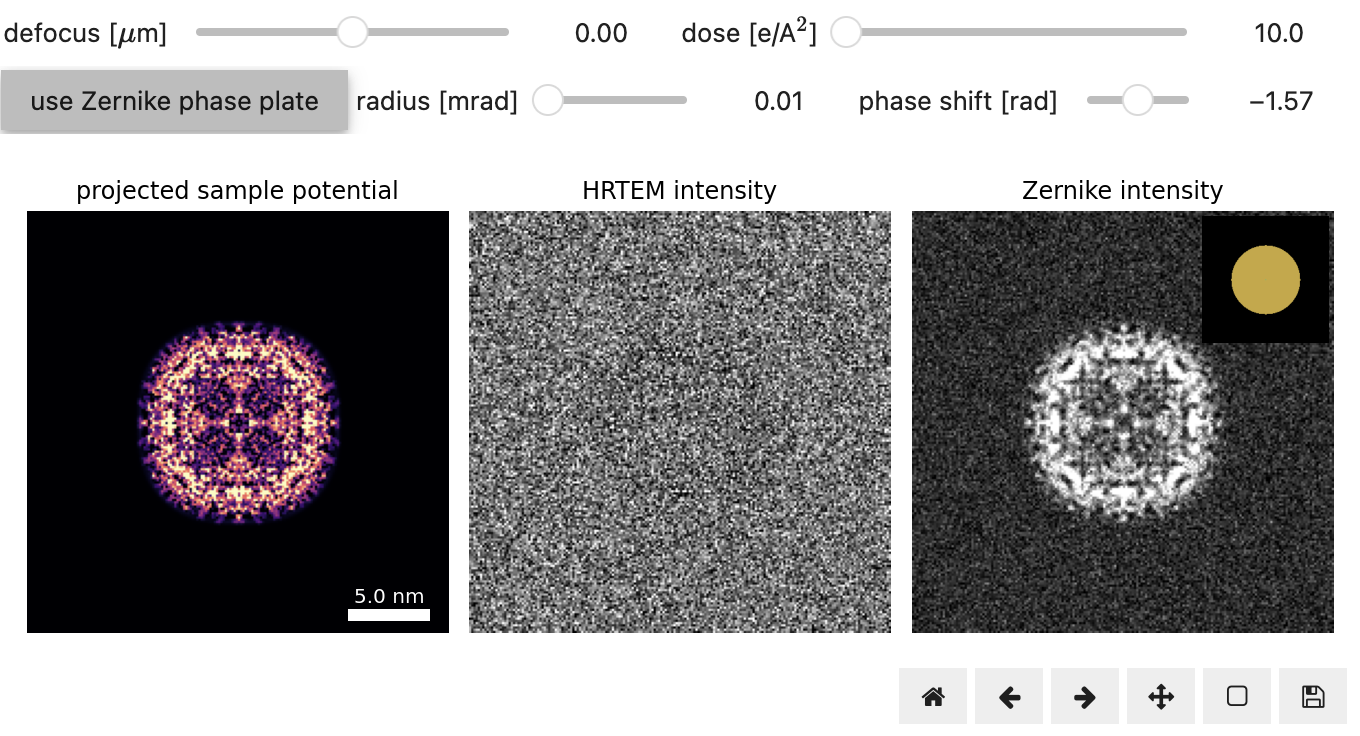 defocus [μm] 0.00 dose [e/A²] 10.0
use Zernike phase plate radius [mrad] 0.01 phase shift [rad] −1.57
projected sample potential HRTEM intensity Zernike intensity
5.0 nm